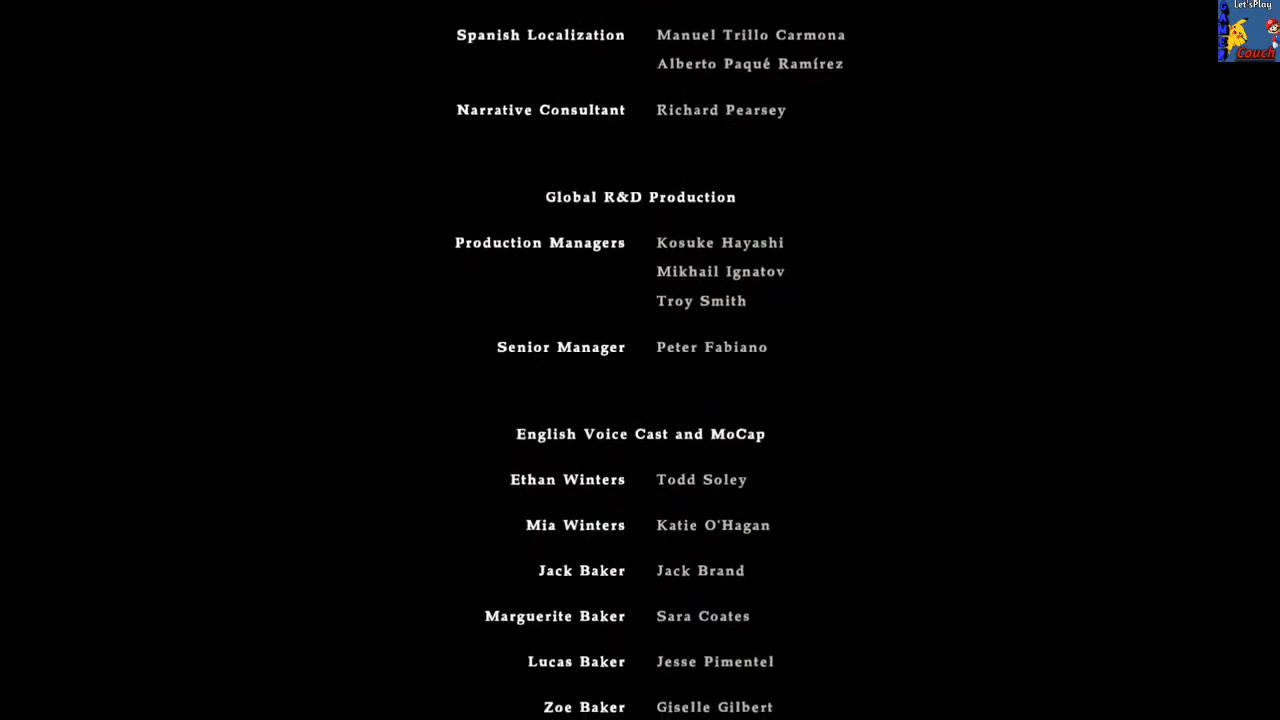 Let'sPlay
GAMER
Couch
Spanish Localization Manuel Trillo Carmona
Alberto Paqué Ramírez
Narrative Consultant Richard Pearsey
Global R&D Production
Production Managers Kosuke Hayashi
Mikhail Ignatov
Troy Smith
Senior Manager Peter Fabiano
English Voice Cast and MoCap
Ethan Winters Todd Soley
Mia Winters Katie O'Hagan
Jack Baker Jack Brand
Marguerite Baker Sara Coates
Lucas Baker Jesse Pimentel
Zoe Baker Giselle Gilbert